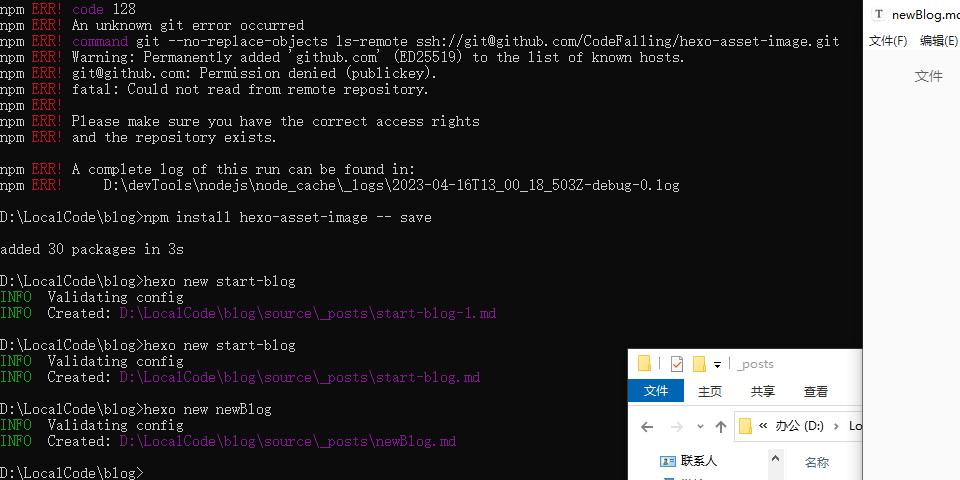 npm ERR! code 128
npm ERR! An unknown git error occurred
npm ERR! command git --no-replace-objects ls-remote ssh://git@github.com/CodeFalling/hexo-asset-image.git
npm ERR! Warning: Permanently added 'github.com' (ED25519) to the list of known hosts.
npm ERR! git@github.com: Permission denied (publickey).
npm ERR! fatal: Could not read from remote repository.
npm ERR!
npm ERR! Please make sure you have the correct access rights
npm ERR! and the repository exists.
npm ERR! A complete log of this run can be found in:
npm ERR!     D:\devTools\nodejs\node_cache\_logs\2023-04-16T13_00_18_503Z-debug-0.log
D:\LocalCode\blog>npm install hexo-asset-image -- save
added 30 packages in 3s
D:\LocalCode\blog>hexo new start-blog
INFO  Validating config
INFO  Created: D:\LocalCode\blog\source\_posts\start-blog-1.md
D:\LocalCode\blog>hexo new start-blog
INFO  Validating config
INFO  Created: D:\LocalCode\blog\source\_posts\start-blog.md
D:\LocalCode\blog>hexo new newBlog
INFO  Validating config
INFO  Created: D:\LocalCode\blog\source\_posts\newBlog.md
D:\LocalCode\blog>
T newBlog.md
文件(F) 编辑(E)
文件
_posts
文件 主页 共享 查看
« 办公 (D:) › Lo
联系人
名称